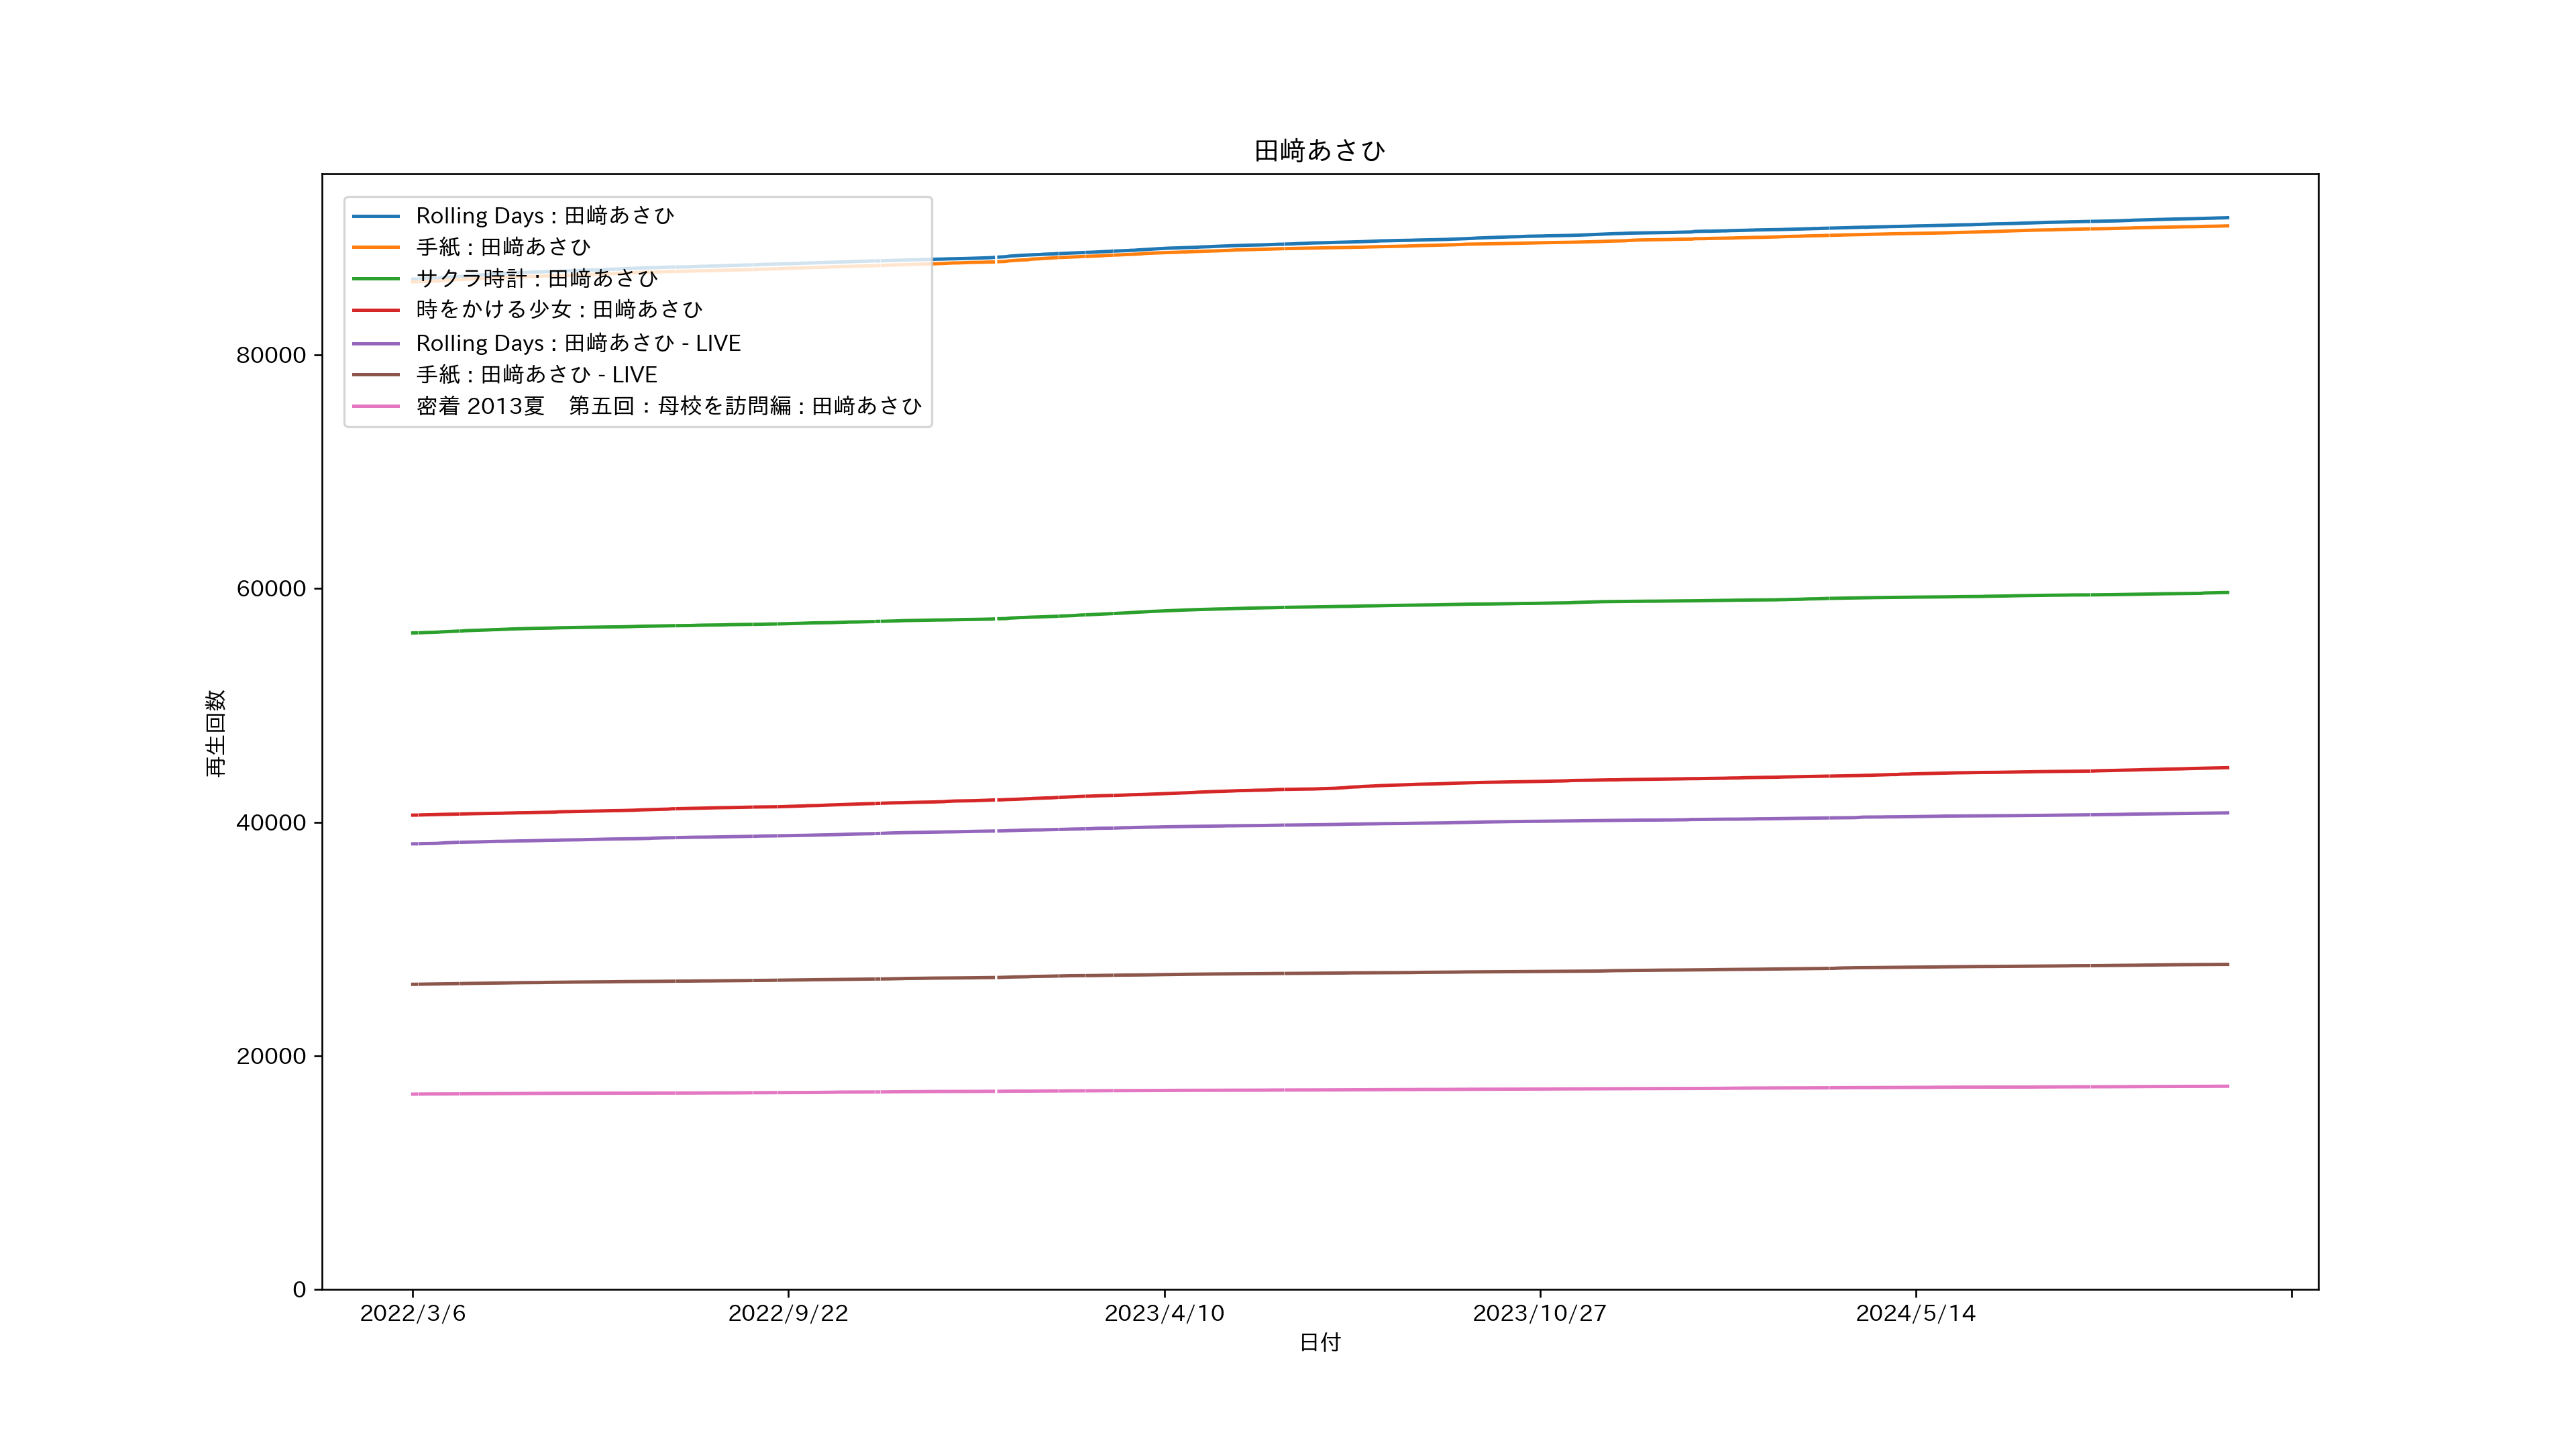 田﨑あさひ
Rolling Days : 田﨑あさひ
手紙 : 田﨑あさひ
サクラ時計 : 田﨑あさひ
時をかける少女 : 田﨑あさひ
Rolling Days : 田﨑あさひ - LIVE
手紙 : 田﨑あさひ - LIVE
密着 2013夏　第五回：母校を訪問編 : 田﨑あさひ
再生回数
80000
60000
40000
20000
0
2022/3/6 2022/9/22 2023/4/10 2023/10/27 2024/5/14
日付